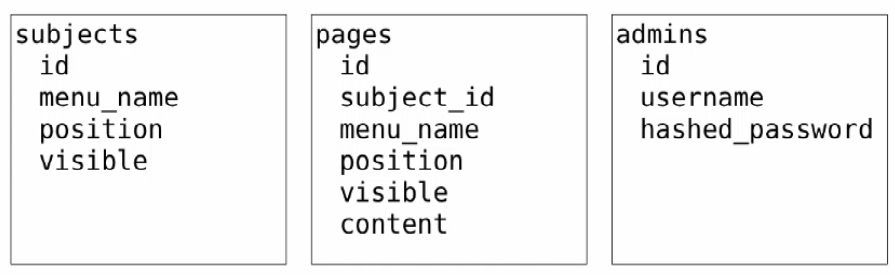 subjects
id
menu_name
position
visible
pages
id
subject_id
menu_name
position
visible
content
admins
id
username
hashed_password